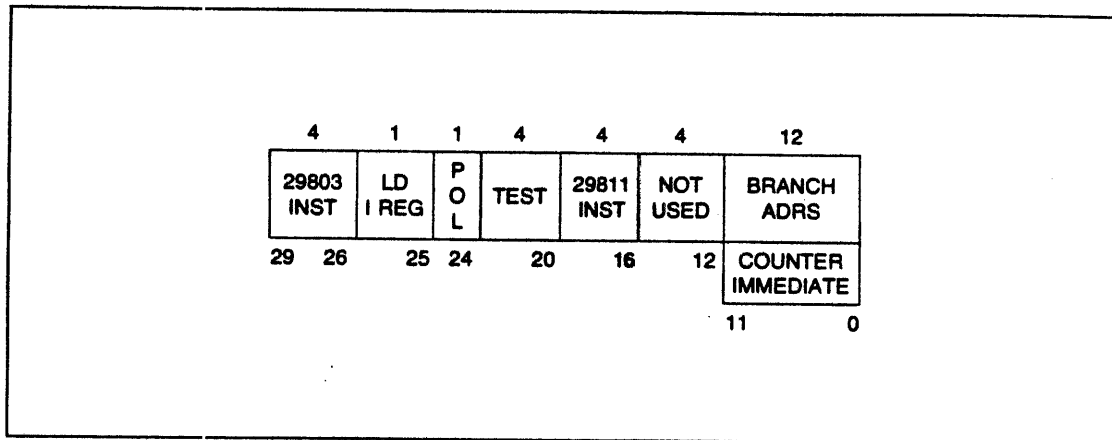 4 1 1 4 4 4 12
29803 INST
LD I REG
P O L
TEST
29811 INST
NOT USED
BRANCH ADRS
29 26 25 24 20 16 12
COUNTER IMMEDIATE
11 0